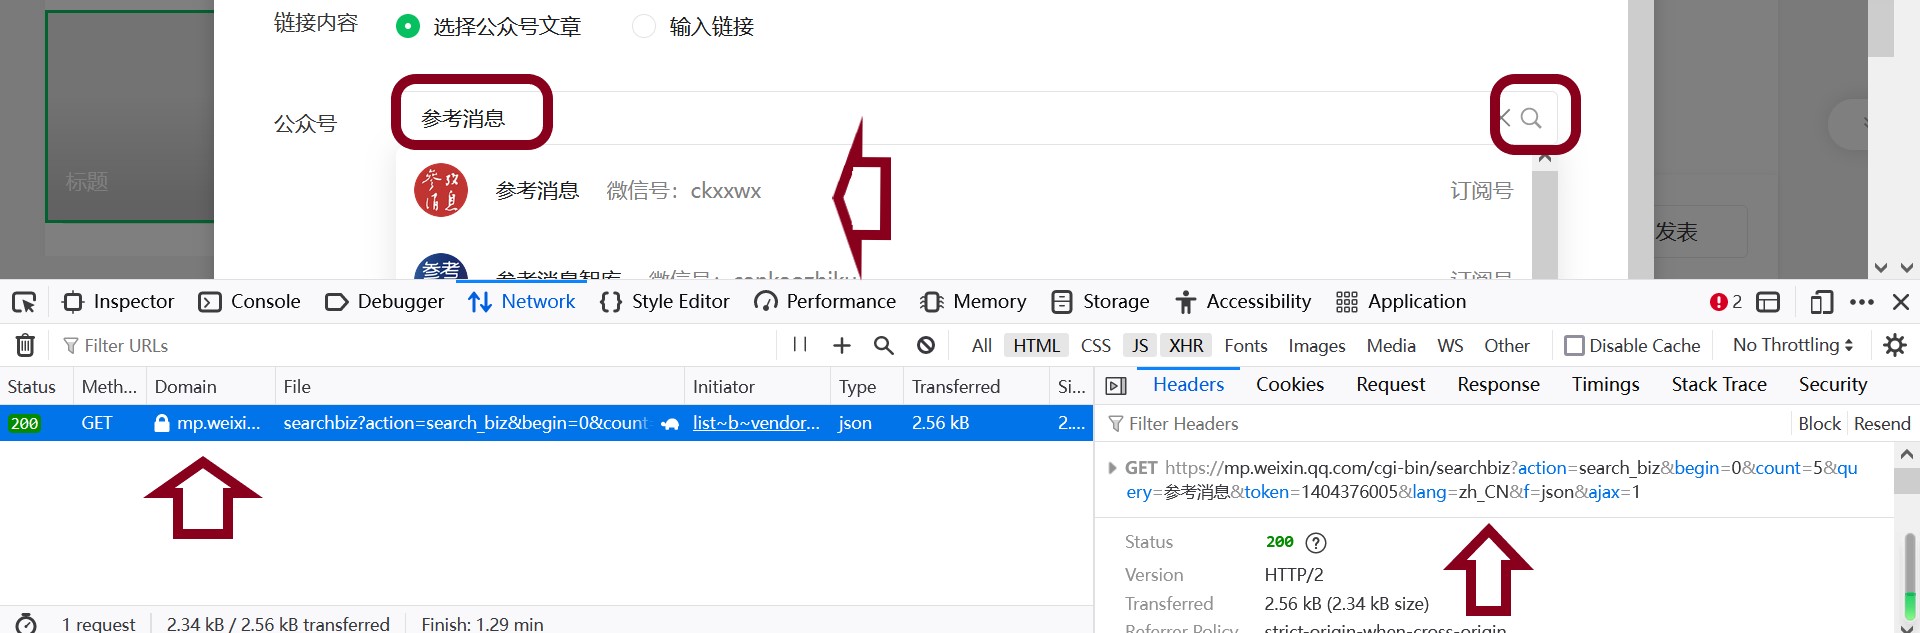 链接内容 选择公众号文章 输入链接
公众号 参考消息
标题
参考消息 微信号：ckxxwx 订阅号
发表
参考消息智库 微信号：cankaozhiku 订阅号
Inspector Console Debugger Network Style Editor Performance Memory Storage Accessibility Application 2
Filter URLs All HTML CSS JS XHR Fonts Images Media WS Other Disable Cache No Throttling
Status Meth... Domain File Initiator Type Transferred Si... Headers Cookies Request Response Timings Stack Trace Security
200 GET mp.weixi... searchbiz?action=search_biz&begin=0&count list~b~vendor... json 2.56 kB 2.... Filter Headers Block Resend
GET https://mp.weixin.qq.com/cgi-bin/searchbiz?action=search_biz&begin=0&count=5&qu
ery=参考消息&token=1404376005&lang=zh_CN&f=json&ajax=1
Status 200
Version HTTP/2
Transferred 2.56 kB (2.34 kB size)
Referrer Policy strict-origin-when-cross-origin
1 request 2.34 kB / 2.56 kB transferred Finish: 1.29 min